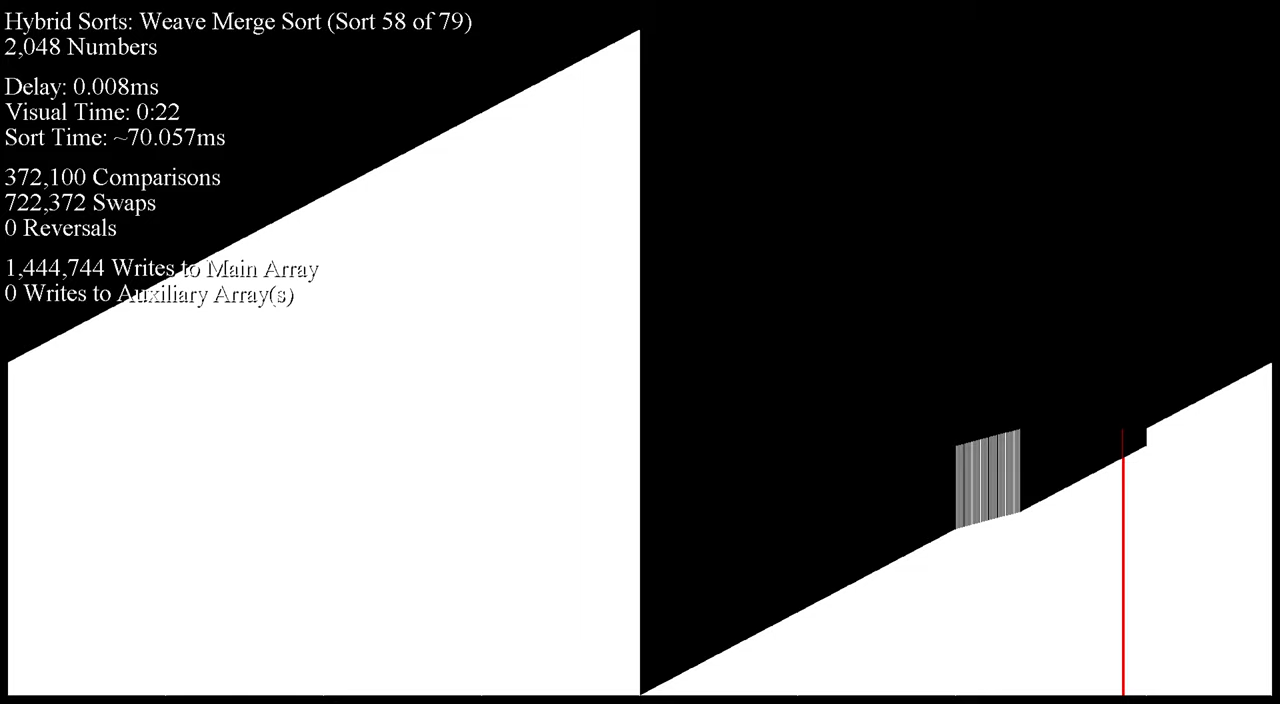 Hybrid Sorts: Weave Merge Sort (Sort 58 of 79)
2,048 Numbers
Delay: 0.008ms
Visual Time: 0:22
Sort Time: ~70.057ms
372,100 Comparisons
722,372 Swaps
0 Reversals
1,444,744 Writes to Main Array
0 Writes to Auxiliary Array(s)